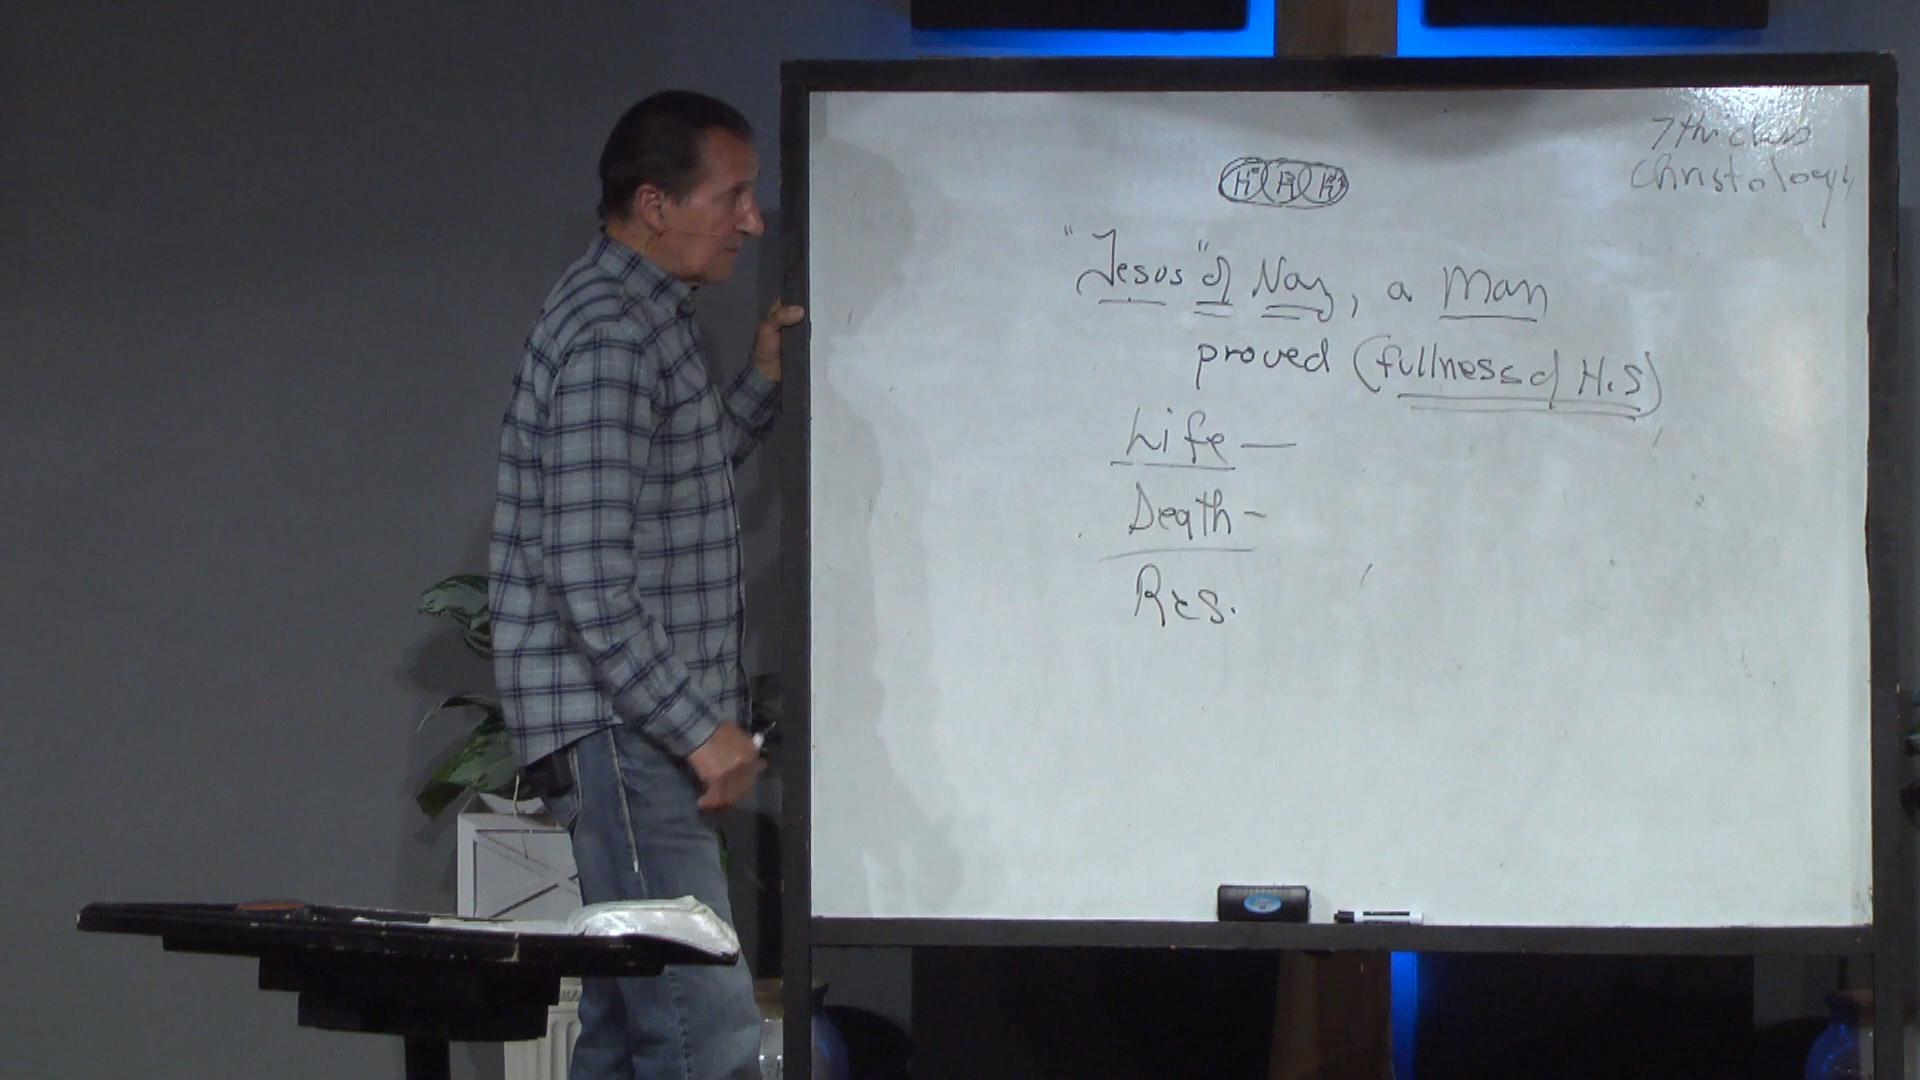 7th class
Christology
"Jesus" of Naz, a Man
proved (fullness of H.S)
Life —
Death -
Res.